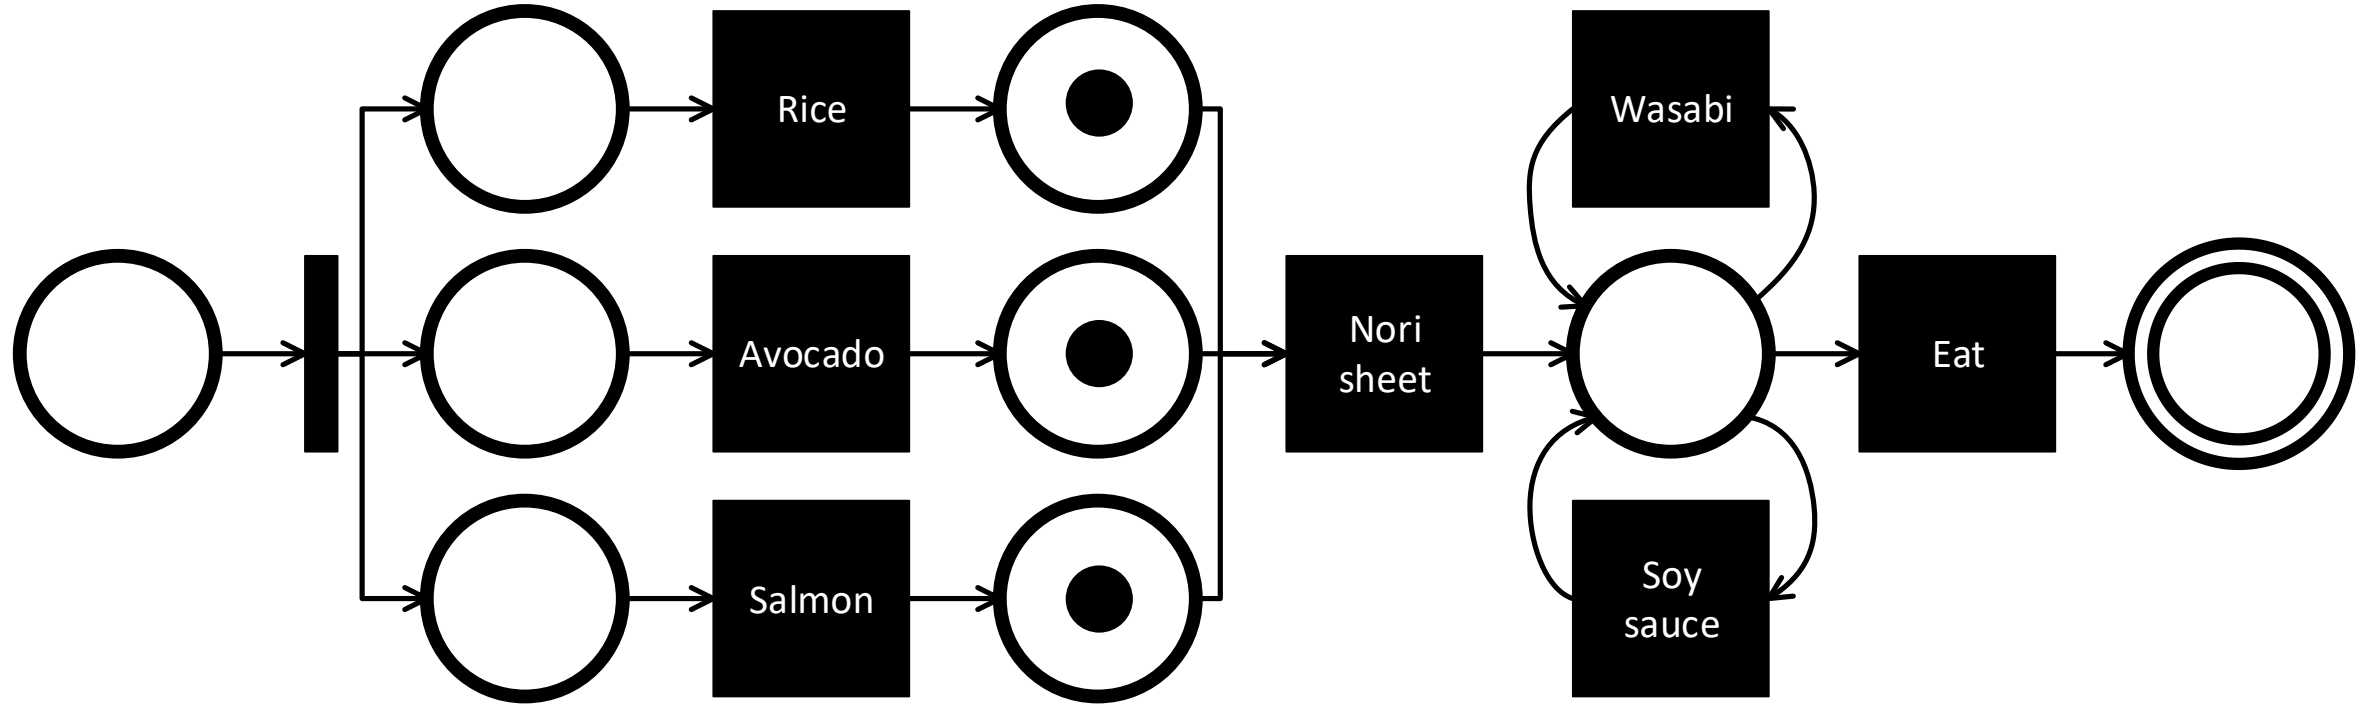 Rice
Wasabi
Avocado
Nori
sheet
Eat
Salmon
Soy
sauce